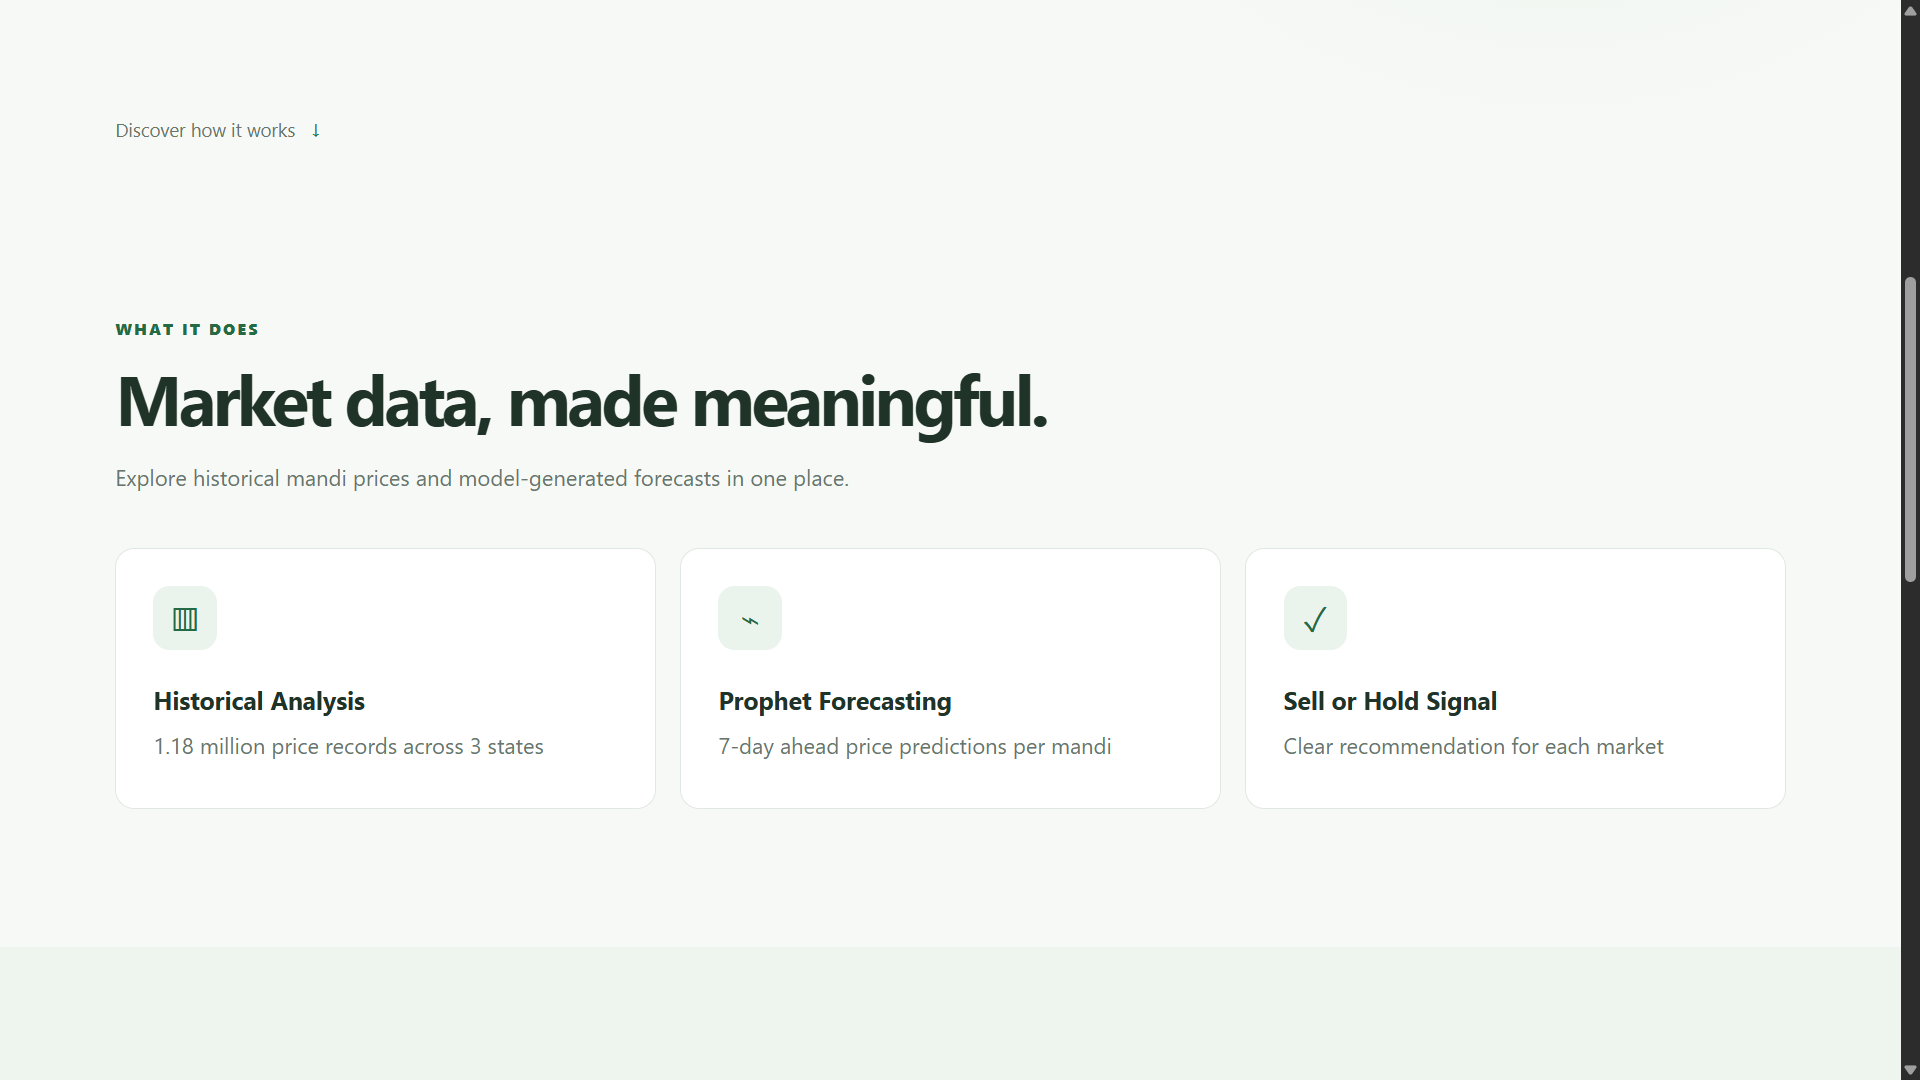 Discover how it works ↓
WHAT IT DOES
Market data, made meaningful.
Explore historical mandi prices and model-generated forecasts in one place.
Historical Analysis
1.18 million price records across 3 states
Prophet Forecasting
7-day ahead price predictions per mandi
Sell or Hold Signal
Clear recommendation for each market